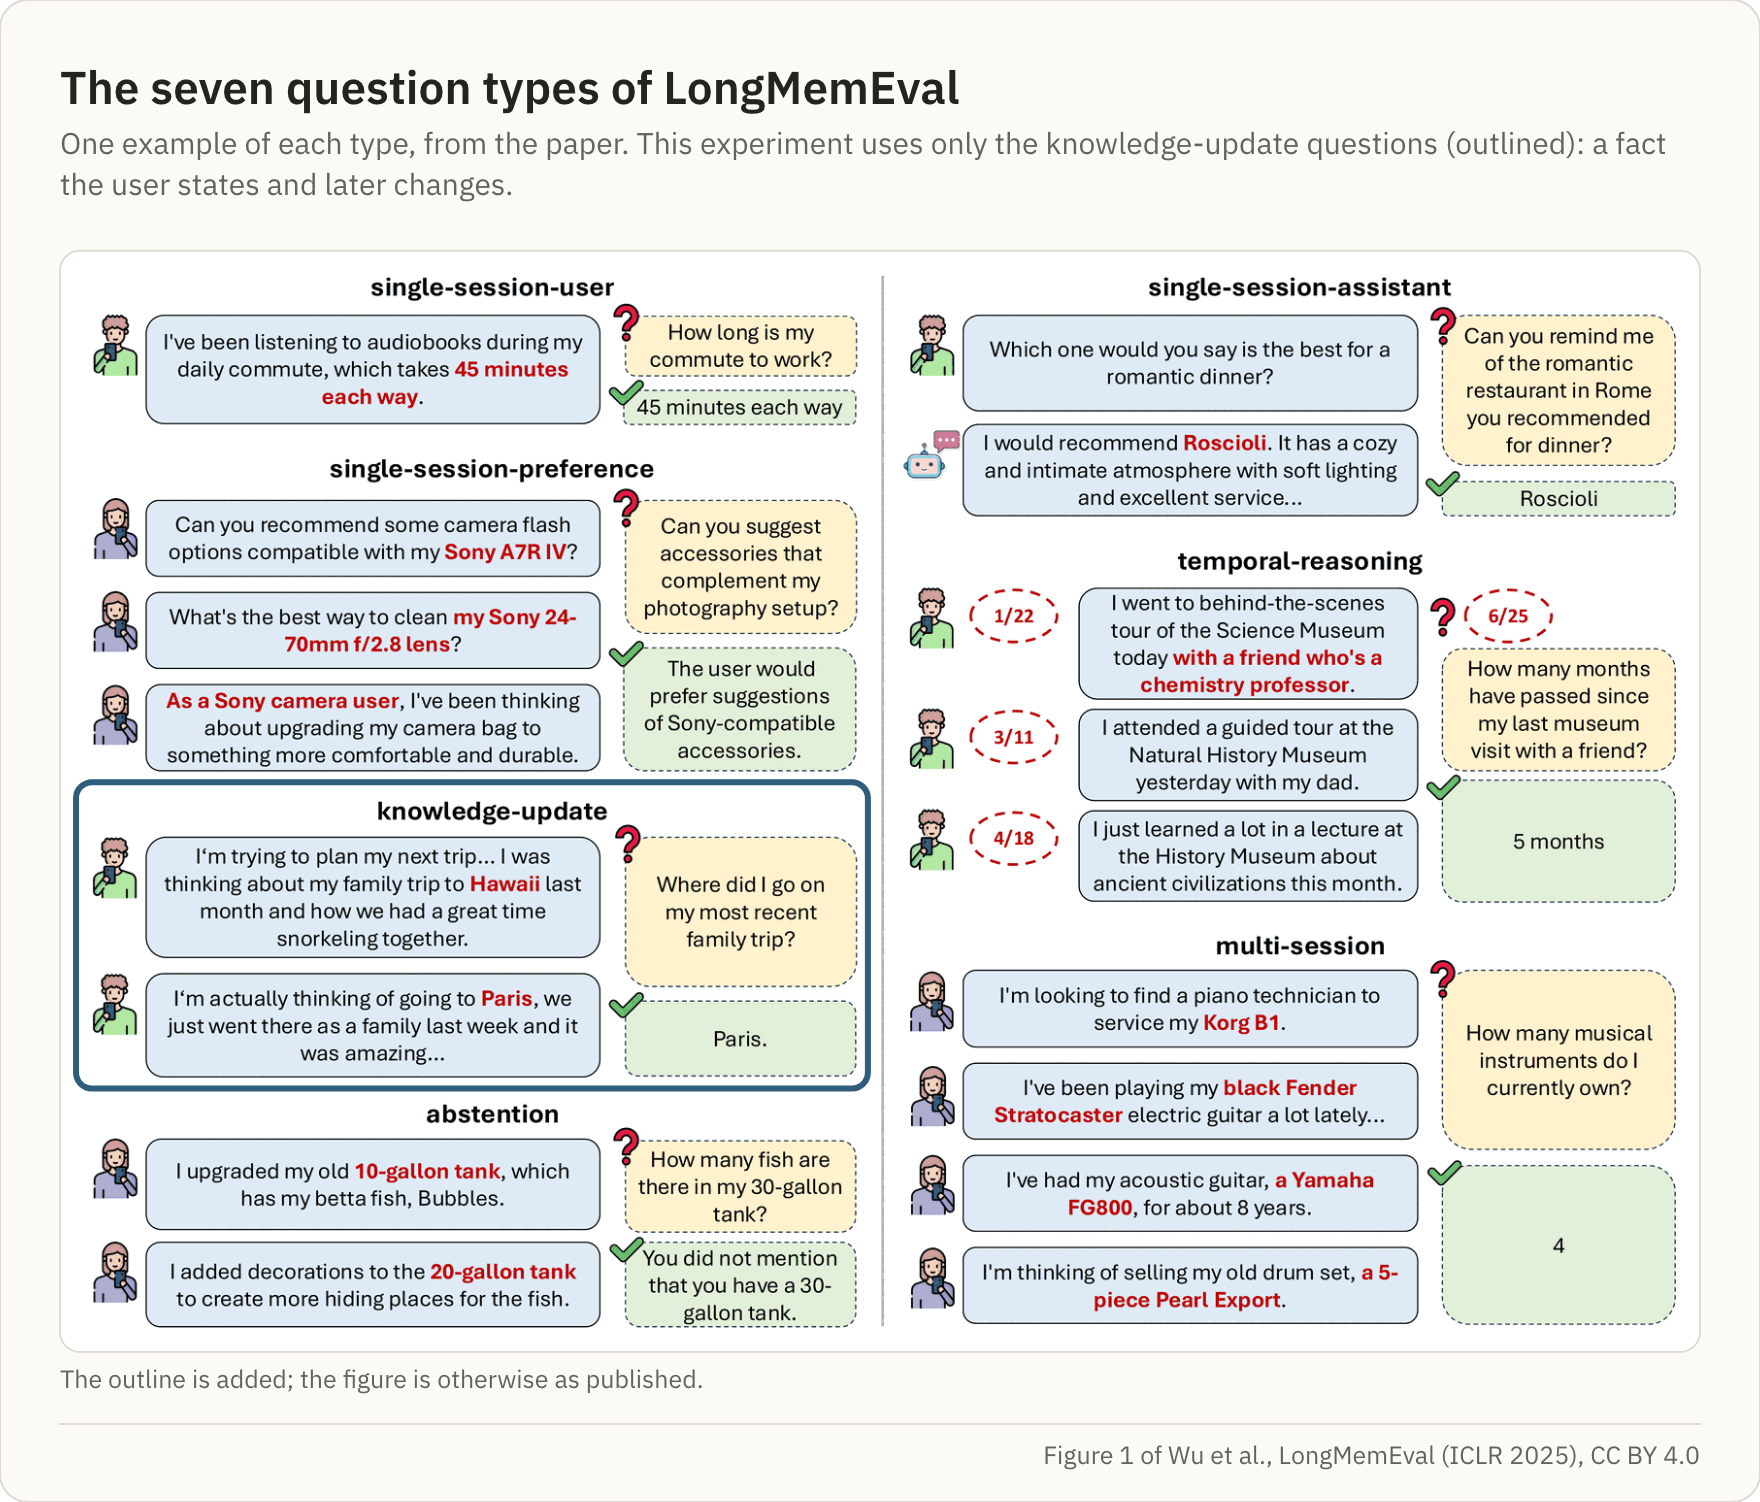 The seven question types of LongMemEval
One example of each type, from the paper. This experiment uses only the knowledge-update questions (outlined): a fact
the user states and later changes.
single-session-user
I've been listening to audiobooks during my
daily commute, which takes 45 minutes
each way.
?
How long is my
commute to work?
45 minutes each way
single-session-preference
Can you recommend some camera flash
options compatible with my Sony A7R IV?
What's the best way to clean my Sony 24-
70mm f/2.8 lens?
As a Sony camera user, I've been thinking
about upgrading my camera bag to
something more comfortable and durable.
?
Can you suggest
accessories that
complement my
photography setup?
The user would
prefer suggestions
of Sony-compatible
accessories.
knowledge-update
I‘m trying to plan my next trip... I was
thinking about my family trip to Hawaii last
month and how we had a great time
snorkeling together.
I‘m actually thinking of going to Paris, we
just went there as a family last week and it
was amazing...
?
Where did I go on
my most recent
family trip?
Paris.
abstention
I upgraded my old 10-gallon tank, which
has my betta fish, Bubbles.
I added decorations to the 20-gallon tank
to create more hiding places for the fish.
?
How many fish are
there in my 30-gallon
tank?
You did not mention
that you have a 30-
gallon tank.
single-session-assistant
Which one would you say is the best for a
romantic dinner?
I would recommend Roscioli. It has a cozy
and intimate atmosphere with soft lighting
and excellent service...
?
Can you remind me
of the romantic
restaurant in Rome
you recommended
for dinner?
Roscioli
temporal-reasoning
1/22
I went to behind-the-scenes
tour of the Science Museum
today with a friend who's a
chemistry professor.
3/11
I attended a guided tour at the
Natural History Museum
yesterday with my dad.
4/18
I just learned a lot in a lecture at
the History Museum about
ancient civilizations this month.
?
6/25
How many months
have passed since
my last museum
visit with a friend?
5 months
multi-session
I'm looking to find a piano technician to
service my Korg B1.
I've been playing my black Fender
Stratocaster electric guitar a lot lately...
I've had my acoustic guitar, a Yamaha
FG800, for about 8 years.
I'm thinking of selling my old drum set, a 5-
piece Pearl Export.
?
How many musical
instruments do I
currently own?
4
The outline is added; the figure is otherwise as published.
Figure 1 of Wu et al., LongMemEval (ICLR 2025), CC BY 4.0